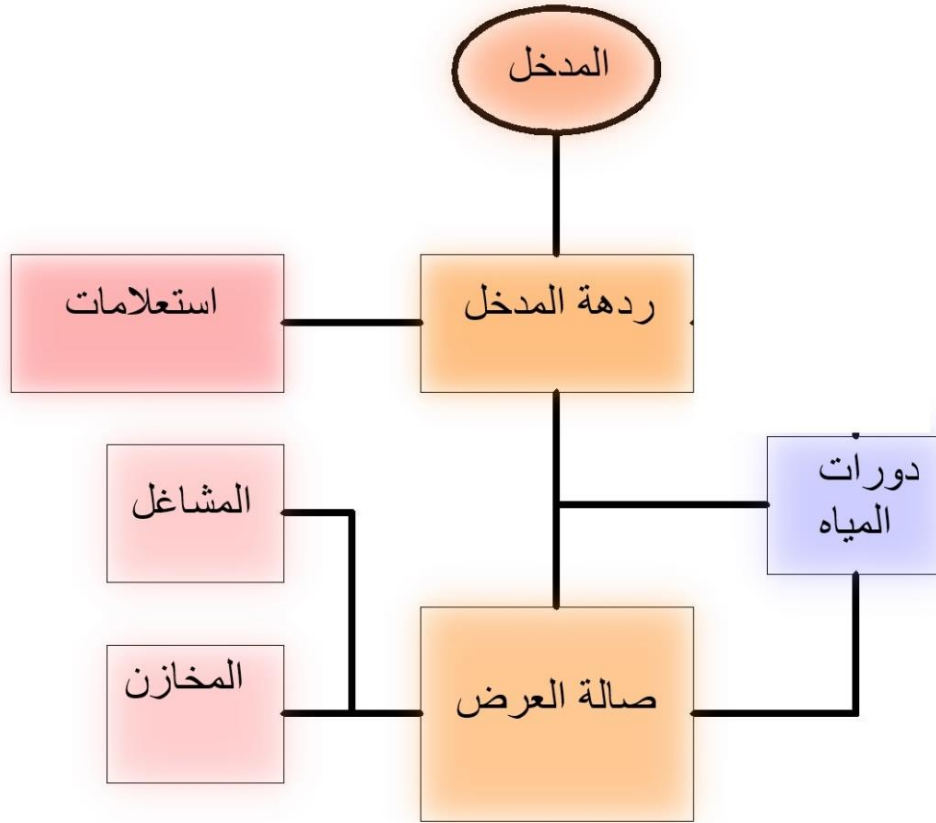 المدخل
ردهة المدخل
استعلامات
دورات
المياه
المشاغل
صالة العرض
المخازن